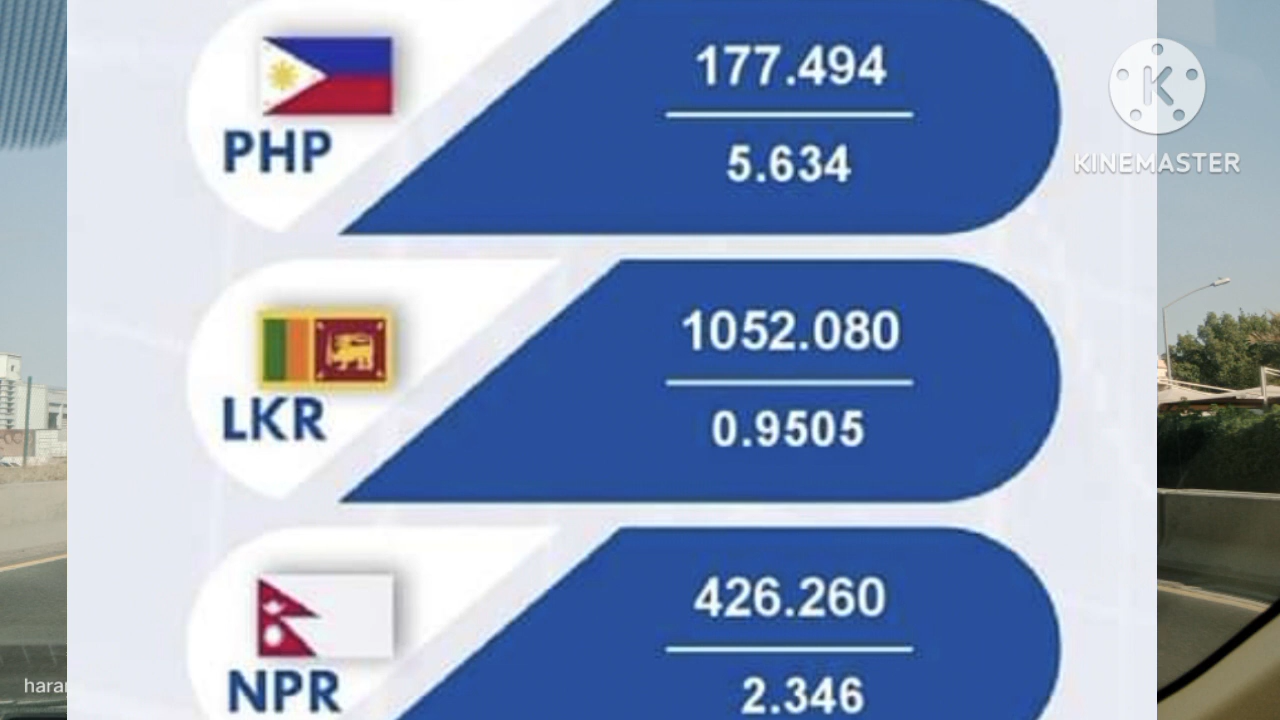 177.494
PHP
5.634
KINEMASTER
1052.080
LKR
0.9505
426.260
NPR
2.346